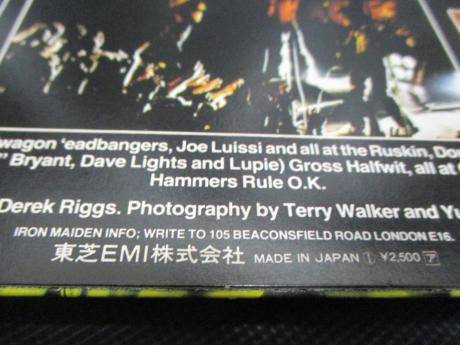 wagon 'eadbangers, Joe Luissi and all at the Ruskin, Do
" Bryant, Dave Lights and Lupie) Gross Halfwit, all at
Hammers Rule O.K.
Derek Riggs. Photography by Terry Walker and Yu
IRON MAIDEN INFO; WRITE TO 105 BEACONSFIELD ROAD LONDON E16.
東芝EMI株式会社 MADE IN JAPAN Ⓛ ¥2,500 ア